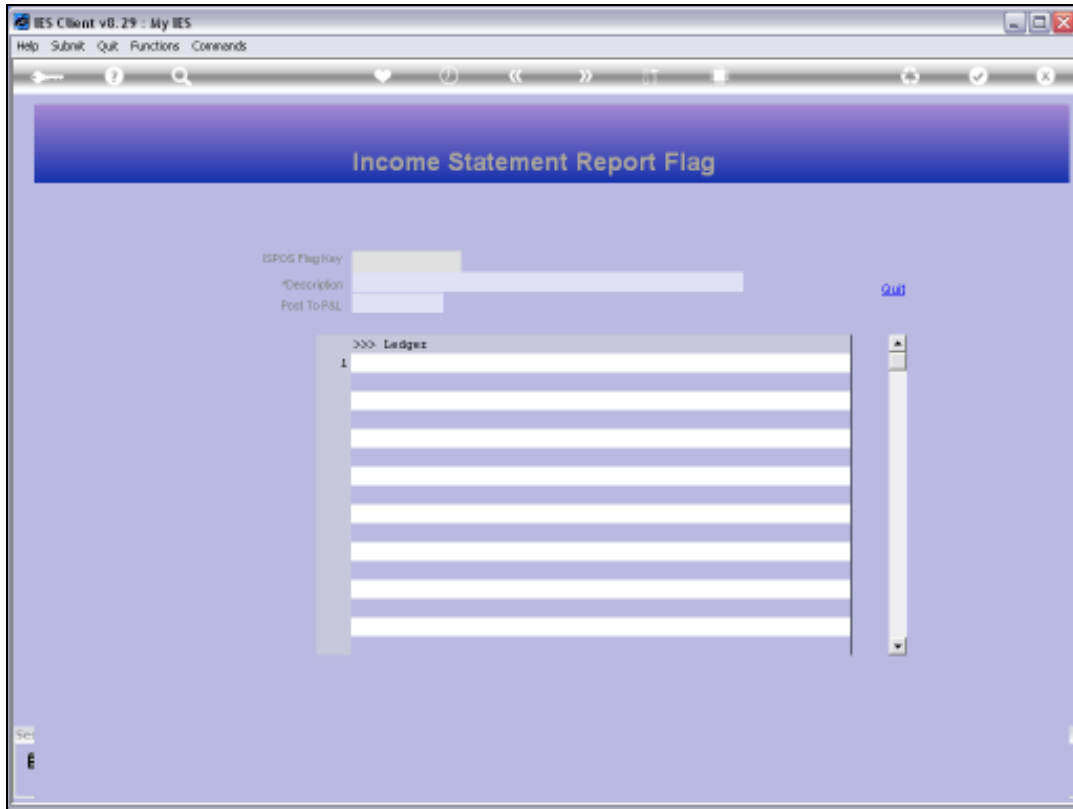 IES Client v8.29 : My IES
Help Submit Quit Functions Commands
Income Statement Report Flag
ISPOS Flag Key
*Description
Quit
Post To P&L
>>> Ledger
1
Se